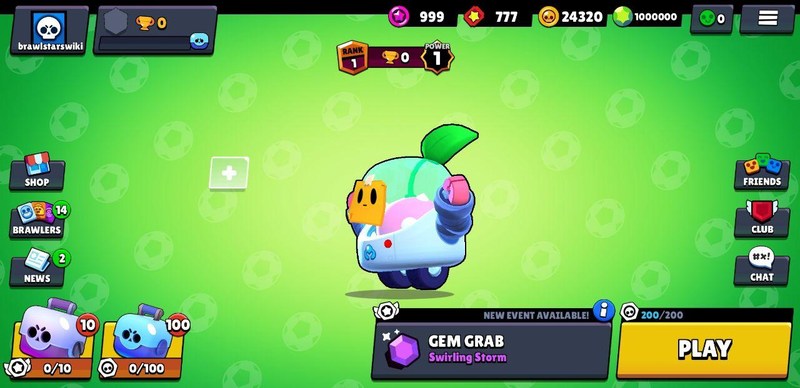 999
777
24320
1000000
0
brawlstarswiki
0
RANK
1
0
POWER
1
SHOP
FRIENDS
14
BRAWLERS
CLUB
2
NEWS
#x!
CHAT
10
100
0/10
0/100
NEW EVENT AVAILABLE!
i
GEM GRAB
Swirling Storm
200/200
PLAY